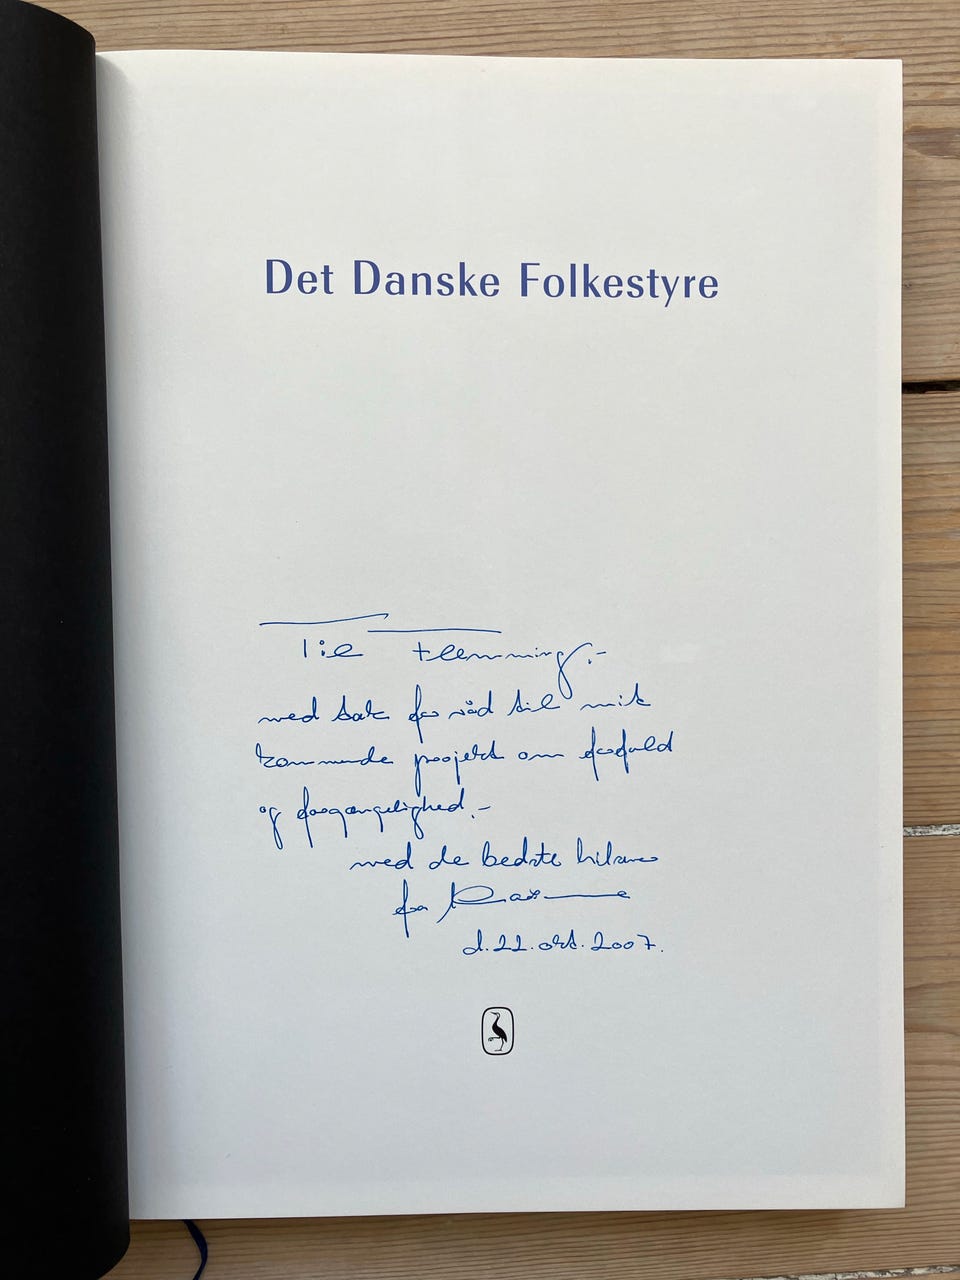 Det Danske Folkestyre
Til Flemming.-
med tak for råd til mit
kommende projekt om forfald
og forgængelighed.-
med de bedste hilsner
fra
d. 22. okt. 2007.